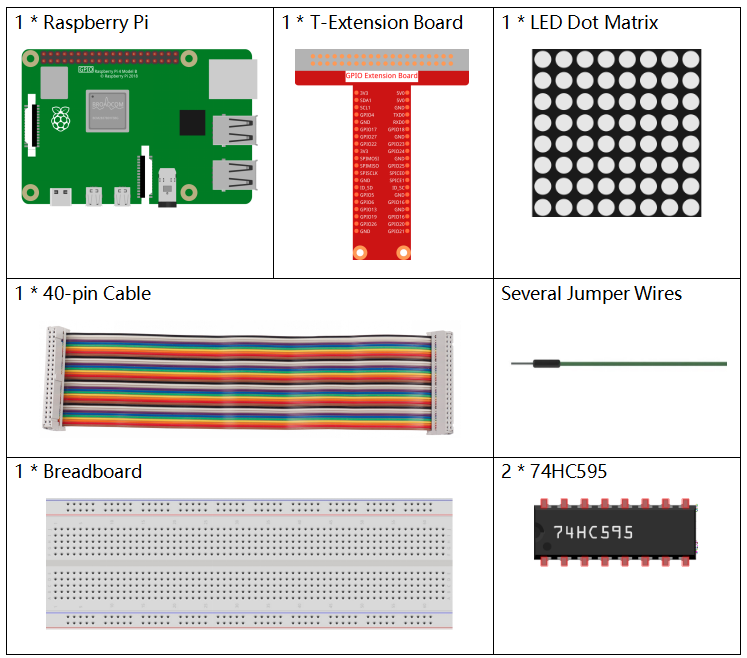 1 * Raspberry Pi
1 * T-Extension Board
1 * LED Dot Matrix
GPIO
Raspberry Pi 4 Model B
© Raspberry Pi 2018
BROADCOM
GPIO Extension Board
3V3 5V0
SDA1 5V0
SCL1 GND
GPIO4 TXD0
GND RXD0
GPIO17 GPIO18
GPIO27 GND
GPIO22 GPIO23
3V3 GPIO24
SPIMOSI GND
SPIMISO GPIO25
SPISCLK SPICE0
GND SPICE1
ID_SD ID_SC
GPIO5 GND
GPIO6 GPIO16
GPIO13 GND
GPIO19 GPIO16
GPIO26 GPIO20
GND GPIO21
1 * 40-pin Cable
Several Jumper Wires
1 * Breadboard
2 * 74HC595
74HC595